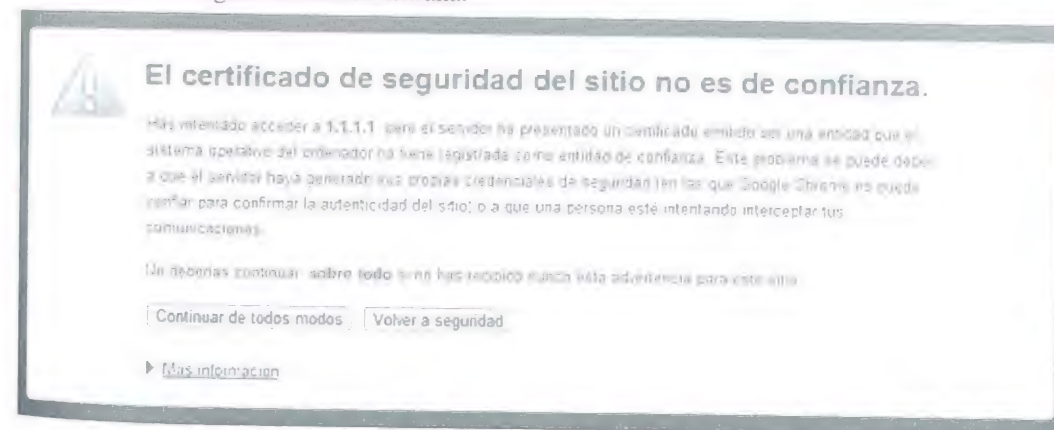 El certificado de seguridad del sitio no es de confianza.
Has intentado acceder a 1.1.1.1 pero el servidor ha presentado un certificado emitido por una entidad que el
sistema operativo del ordenador no tiene registrada como entidad de confianza. Este problema se puede deber
a que el servidor haya generado sus propias credenciales de seguridad (en las que Google Chrome no puede
confiar para confirmar la autenticidad del sitio) o a que una persona esté intentando interceptar tus
comunicaciones.
No deberías continuar, sobre todo si no has recibido nunca esta advertencia para este sitio.
Continuar de todos modos Volver a seguridad
Más información